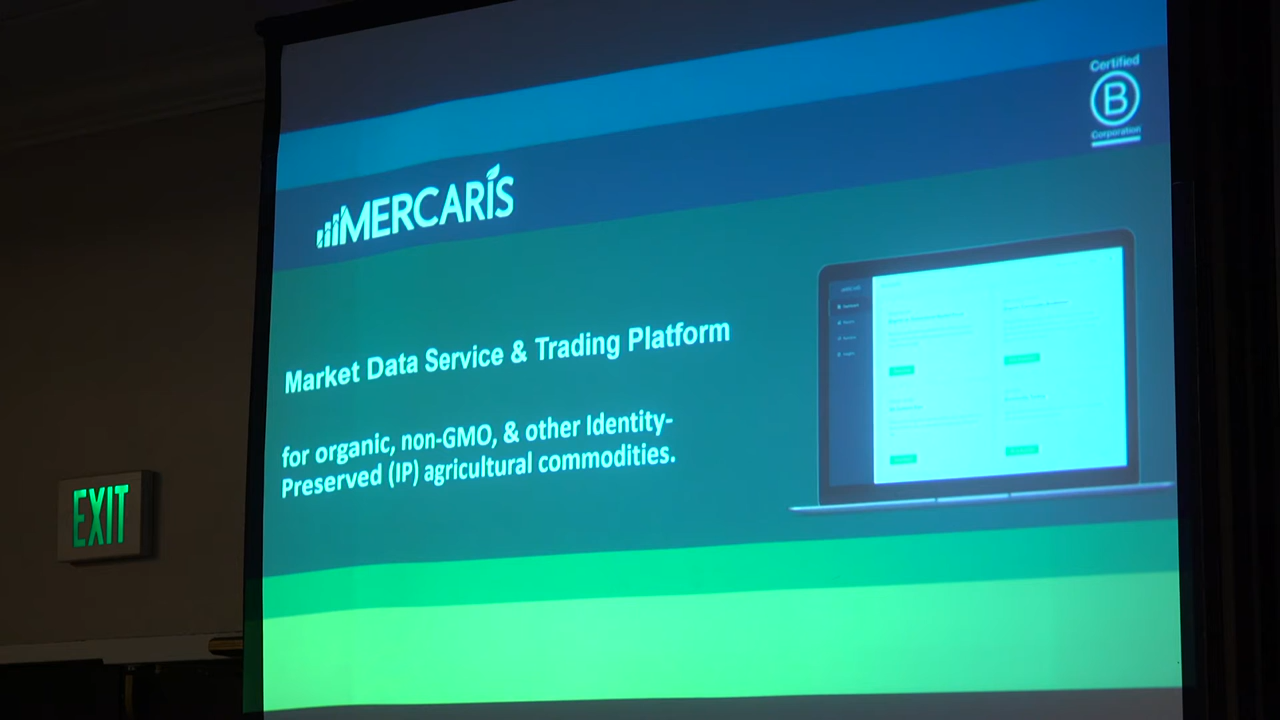 Certified
B
Corporation
MERCARIS
Market Data Service & Trading Platform
for organic, non-GMO, & other Identity-
Preserved (IP) agricultural commodities.
EXIT